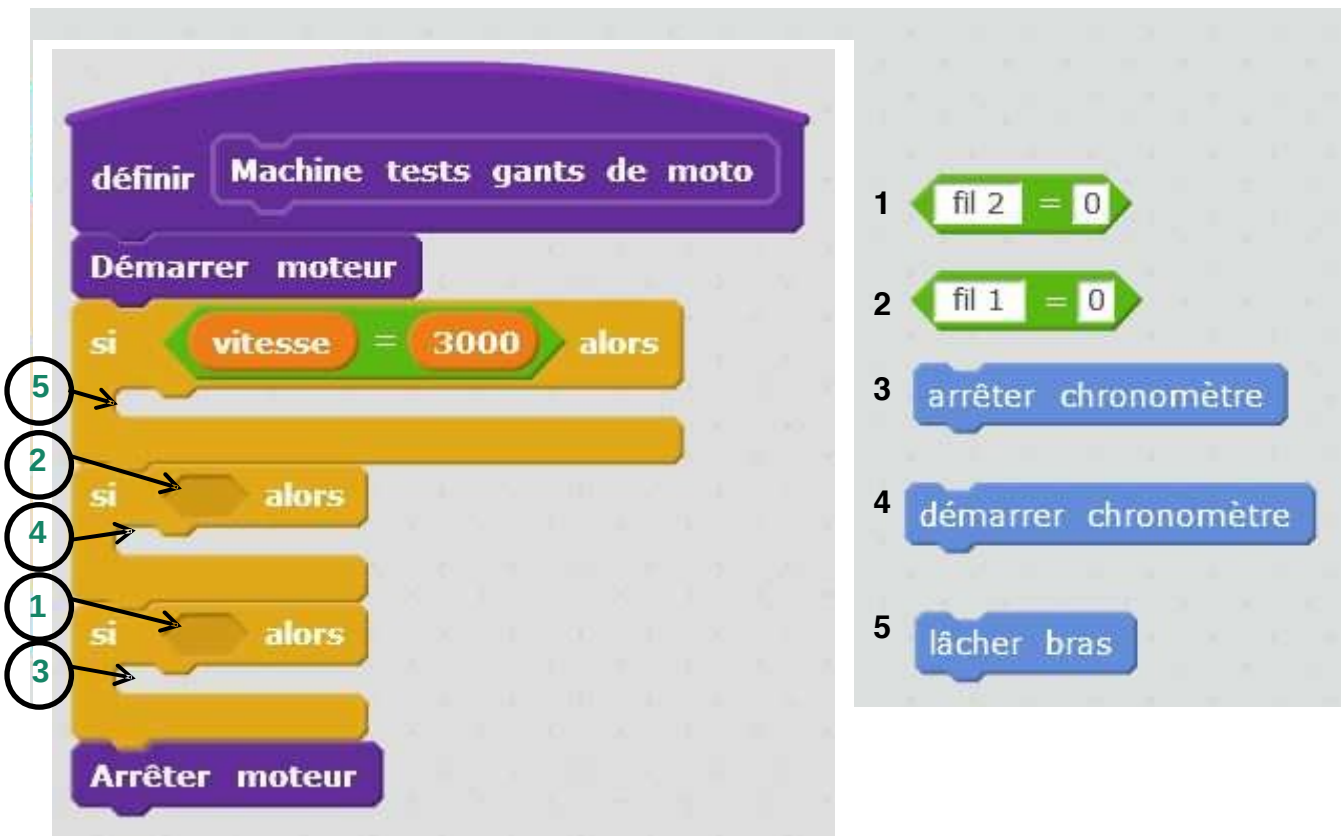 définir Machine tests gants de moto
Démarrer moteur
si vitesse = 3000 alors
5
2
si alors
4
1
si alors
3
Arrêter moteur
1 fil 2 = 0
2 fil 1 = 0
3 arrêter chronomètre
4 démarrer chronomètre
5 lâcher bras